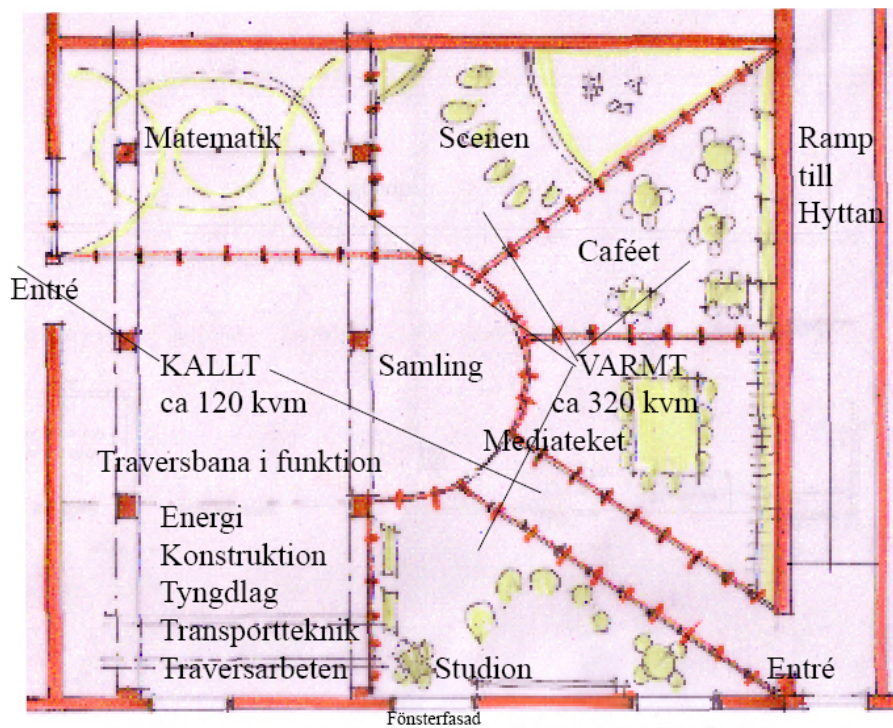 Matematik
Scenen
Ramp
till
Hyttan
Caféet
Entré
KALLT
ca 120 kvm
Samling
VARMT
ca 320 kvm
Mediateket
Traversbana i funktion
Energi
Konstruktion
Tyngdlag
Transportteknik
Traversarbeten
Studion
Entré
Fönsterfasad